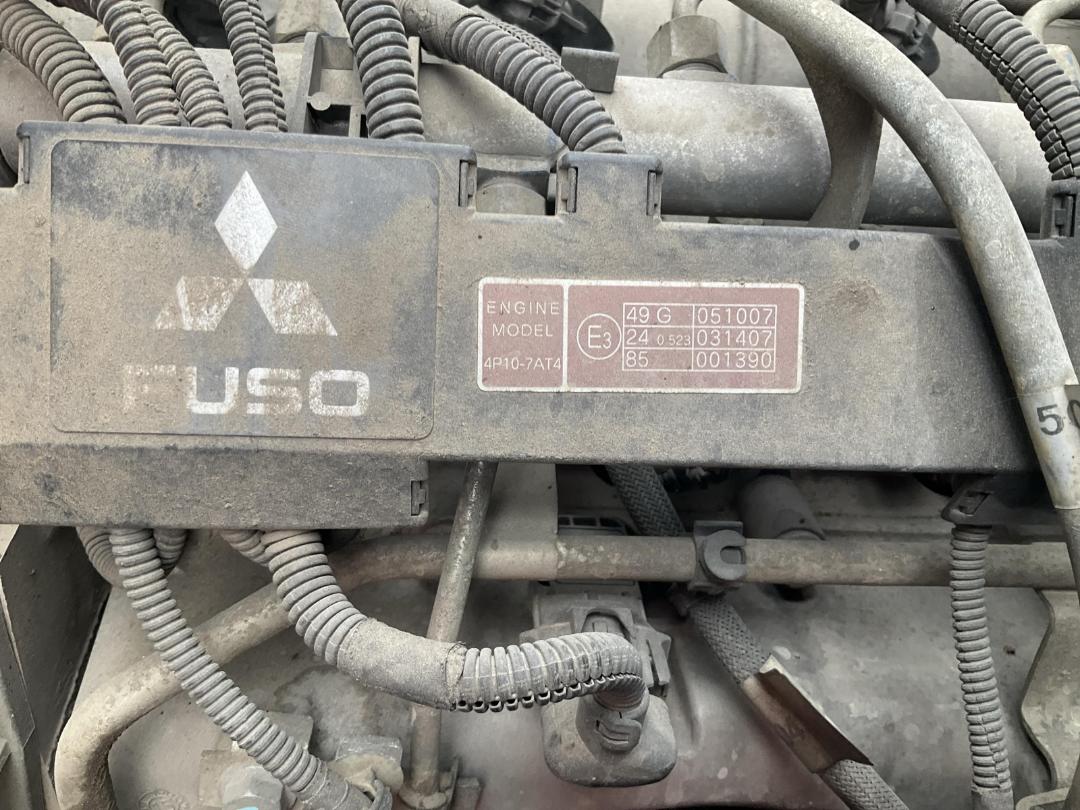 FUSO
ENGINE
MODEL
4P10-7AT4
E3
49 G 051007
24 0.523 031407
85 001390
50